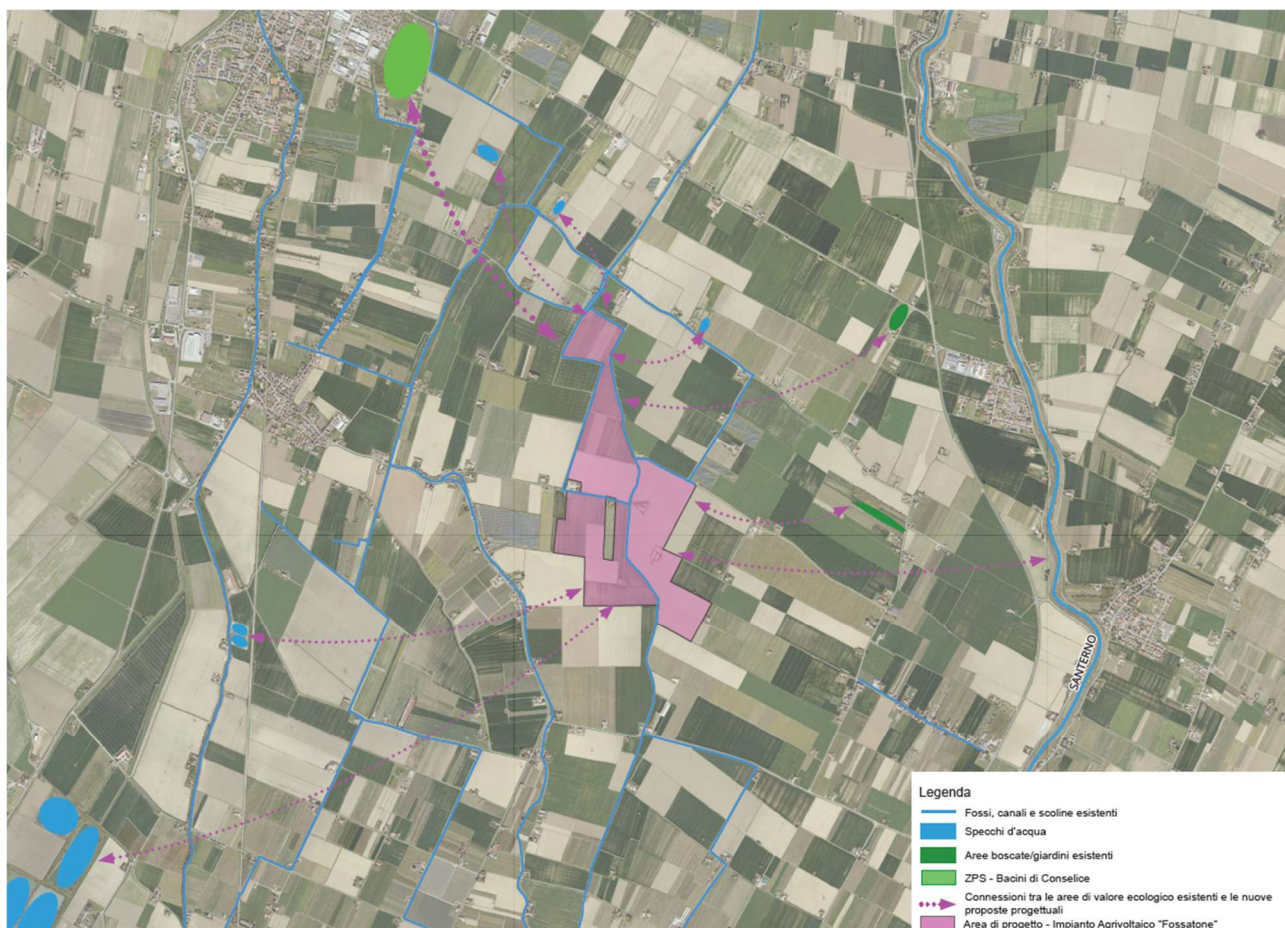 SANTERNO
Legenda
Fossi, canali e scoline esistenti
Specchi d'acqua
Aree boscate/giardini esistenti
ZPS - Bacini di Conselice
Connessioni tra le aree di valore ecologico esistenti e le nuove
proposte progettuali
Area di progetto - Impianto Agrivoltaico "Fossatone"